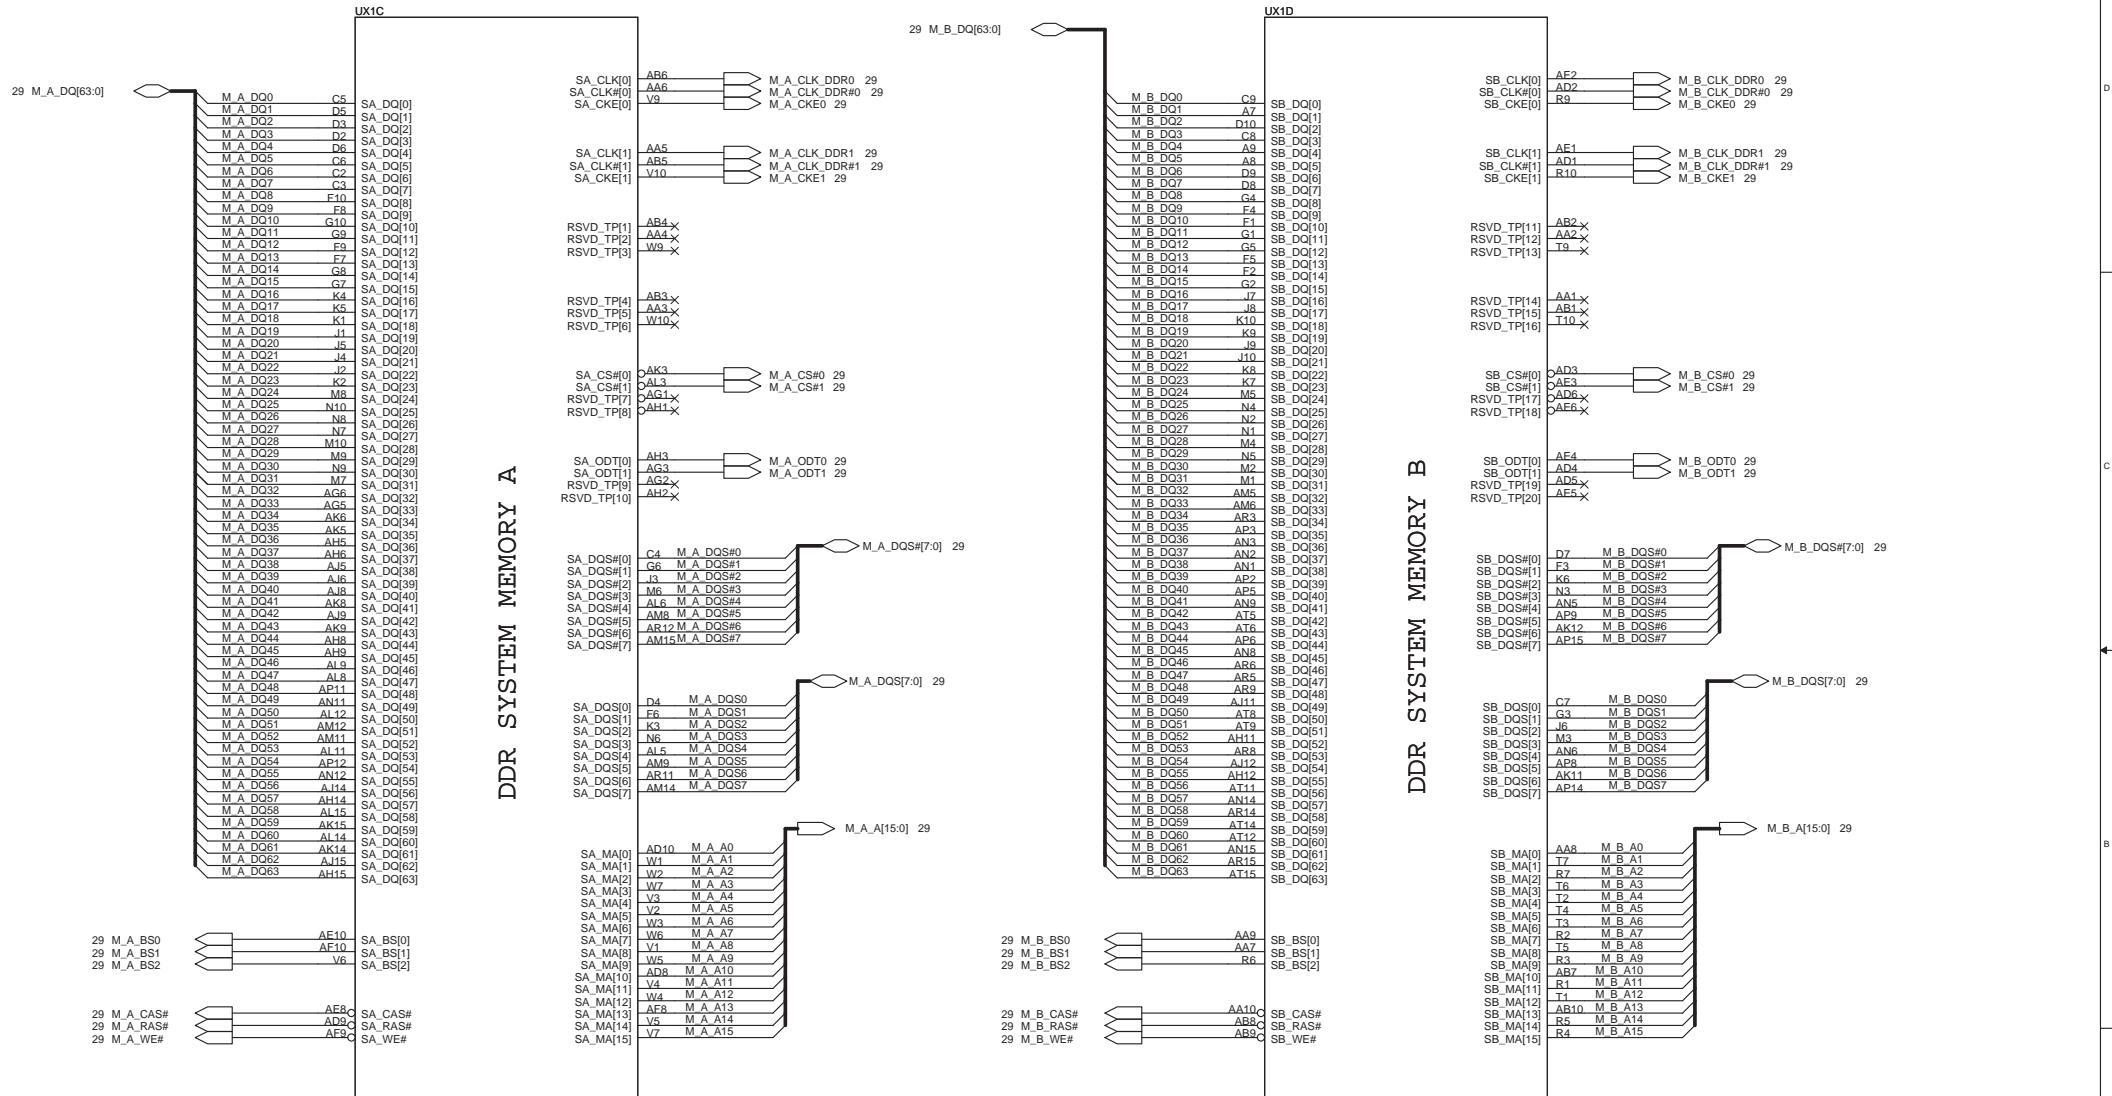 UX1C
29 M_A_DQ[63:0]
M_A_DQ0 C5 SA_DQ[0]
M_A_DQ1 D5 SA_DQ[1]
M_A_DQ2 D3 SA_DQ[2]
M_A_DQ3 D2 SA_DQ[3]
M_A_DQ4 D6 SA_DQ[4]
M_A_DQ5 C6 SA_DQ[5]
M_A_DQ6 C2 SA_DQ[6]
M_A_DQ7 C3 SA_DQ[7]
M_A_DQ8 F10 SA_DQ[8]
M_A_DQ9 F8 SA_DQ[9]
M_A_DQ10 G10 SA_DQ[10]
M_A_DQ11 G9 SA_DQ[11]
M_A_DQ12 F9 SA_DQ[12]
M_A_DQ13 F7 SA_DQ[13]
M_A_DQ14 G8 SA_DQ[14]
M_A_DQ15 G7 SA_DQ[15]
M_A_DQ16 K4 SA_DQ[16]
M_A_DQ17 K5 SA_DQ[17]
M_A_DQ18 K1 SA_DQ[18]
M_A_DQ19 J1 SA_DQ[19]
M_A_DQ20 J5 SA_DQ[20]
M_A_DQ21 J4 SA_DQ[21]
M_A_DQ22 J2 SA_DQ[22]
M_A_DQ23 K2 SA_DQ[23]
M_A_DQ24 M8 SA_DQ[24]
M_A_DQ25 N10 SA_DQ[25]
M_A_DQ26 N8 SA_DQ[26]
M_A_DQ27 N7 SA_DQ[27]
M_A_DQ28 M10 SA_DQ[28]
M_A_DQ29 M9 SA_DQ[29]
M_A_DQ30 N9 SA_DQ[30]
M_A_DQ31 M7 SA_DQ[31]
M_A_DQ32 AG6 SA_DQ[32]
M_A_DQ33 AG5 SA_DQ[33]
M_A_DQ34 AK6 SA_DQ[34]
M_A_DQ35 AK5 SA_DQ[35]
M_A_DQ36 AH5 SA_DQ[36]
M_A_DQ37 AH6 SA_DQ[37]
M_A_DQ38 AJ5 SA_DQ[38]
M_A_DQ39 AJ6 SA_DQ[39]
M_A_DQ40 AJ8 SA_DQ[40]
M_A_DQ41 AK8 SA_DQ[41]
M_A_DQ42 AJ9 SA_DQ[42]
M_A_DQ43 AK9 SA_DQ[43]
M_A_DQ44 AH8 SA_DQ[44]
M_A_DQ45 AH9 SA_DQ[45]
M_A_DQ46 AL9 SA_DQ[46]
M_A_DQ47 AL8 SA_DQ[47]
M_A_DQ48 AP11 SA_DQ[48]
M_A_DQ49 AN11 SA_DQ[49]
M_A_DQ50 AL12 SA_DQ[50]
M_A_DQ51 AM12 SA_DQ[51]
M_A_DQ52 AM11 SA_DQ[52]
M_A_DQ53 AL11 SA_DQ[53]
M_A_DQ54 AP12 SA_DQ[54]
M_A_DQ55 AN12 SA_DQ[55]
M_A_DQ56 AJ14 SA_DQ[56]
M_A_DQ57 AH14 SA_DQ[57]
M_A_DQ58 AL15 SA_DQ[58]
M_A_DQ59 AK15 SA_DQ[59]
M_A_DQ60 AL14 SA_DQ[60]
M_A_DQ61 AK14 SA_DQ[61]
M_A_DQ62 AJ15 SA_DQ[62]
M_A_DQ63 AH15 SA_DQ[63]
29 M_A_BS0 AE10 SA_BS[0]
29 M_A_BS1 AF10 SA_BS[1]
29 M_A_BS2 V6 SA_BS[2]
29 M_A_CAS# AE8 SA_CAS#
29 M_A_RAS# AD9 SA_RAS#
29 M_A_WE# AF9 SA_WE#
DDR SYSTEM MEMORY A
SA_CLK[0] AB6 M_A_CLK_DDR0 29
SA_CLK#[0] AA6 M_A_CLK_DDR#0 29
SA_CKE[0] V9 M_A_CKE0 29
SA_CLK[1] AA5 M_A_CLK_DDR1 29
SA_CLK#[1] AB5 M_A_CLK_DDR#1 29
SA_CKE[1] V10 M_A_CKE1 29
RSVD_TP[1] AB4
RSVD_TP[2] AA4
RSVD_TP[3] W9
RSVD_TP[4] AB3
RSVD_TP[5] AA3
RSVD_TP[6] W10
SA_CS#[0] AK3 M_A_CS#0 29
SA_CS#[1] AL3 M_A_CS#1 29
RSVD_TP[7] AG1
RSVD_TP[8] AH1
SA_ODT[0] AH3 M_A_ODT0 29
SA_ODT[1] AG3 M_A_ODT1 29
RSVD_TP[9] AG2
RSVD_TP[10] AH2
M_A_DQS#[7:0] 29
SA_DQS#[0] C4 M_A_DQS#0
SA_DQS#[1] G6 M_A_DQS#1
SA_DQS#[2] J3 M_A_DQS#2
SA_DQS#[3] M6 M_A_DQS#3
SA_DQS#[4] AL6 M_A_DQS#4
SA_DQS#[5] AM8 M_A_DQS#5
SA_DQS#[6] AR12 M_A_DQS#6
SA_DQS#[7] AM15 M_A_DQS#7
M_A_DQS[7:0] 29
SA_DQS[0] D4 M_A_DQS0
SA_DQS[1] F6 M_A_DQS1
SA_DQS[2] K3 M_A_DQS2
SA_DQS[3] N6 M_A_DQS3
SA_DQS[4] AL5 M_A_DQS4
SA_DQS[5] AM9 M_A_DQS5
SA_DQS[6] AR11 M_A_DQS6
SA_DQS[7] AM14 M_A_DQS7
M_A_A[15:0] 29
SA_MA[0] AD10 M_A_A0
SA_MA[1] W1 M_A_A1
SA_MA[2] W2 M_A_A2
SA_MA[3] W7 M_A_A3
SA_MA[4] V3 M_A_A4
SA_MA[5] V2 M_A_A5
SA_MA[6] W3 M_A_A6
SA_MA[7] W6 M_A_A7
SA_MA[8] V1 M_A_A8
SA_MA[9] W5 M_A_A9
SA_MA[10] AD8 M_A_A10
SA_MA[11] V4 M_A_A11
SA_MA[12] W4 M_A_A12
SA_MA[13] AF8 M_A_A13
SA_MA[14] V5 M_A_A14
SA_MA[15] V7 M_A_A15
UX1D
29 M_B_DQ[63:0]
M_B_DQ0 C9 SB_DQ[0]
M_B_DQ1 A7 SB_DQ[1]
M_B_DQ2 D10 SB_DQ[2]
M_B_DQ3 C8 SB_DQ[3]
M_B_DQ4 A9 SB_DQ[4]
M_B_DQ5 A8 SB_DQ[5]
M_B_DQ6 D9 SB_DQ[6]
M_B_DQ7 D8 SB_DQ[7]
M_B_DQ8 G4 SB_DQ[8]
M_B_DQ9 F4 SB_DQ[9]
M_B_DQ10 F1 SB_DQ[10]
M_B_DQ11 G1 SB_DQ[11]
M_B_DQ12 G5 SB_DQ[12]
M_B_DQ13 F5 SB_DQ[13]
M_B_DQ14 F2 SB_DQ[14]
M_B_DQ15 G2 SB_DQ[15]
M_B_DQ16 J7 SB_DQ[16]
M_B_DQ17 J8 SB_DQ[17]
M_B_DQ18 K10 SB_DQ[18]
M_B_DQ19 K9 SB_DQ[19]
M_B_DQ20 J9 SB_DQ[20]
M_B_DQ21 J10 SB_DQ[21]
M_B_DQ22 K8 SB_DQ[22]
M_B_DQ23 K7 SB_DQ[23]
M_B_DQ24 M5 SB_DQ[24]
M_B_DQ25 N4 SB_DQ[25]
M_B_DQ26 N2 SB_DQ[26]
M_B_DQ27 N1 SB_DQ[27]
M_B_DQ28 M4 SB_DQ[28]
M_B_DQ29 N5 SB_DQ[29]
M_B_DQ30 M2 SB_DQ[30]
M_B_DQ31 M1 SB_DQ[31]
M_B_DQ32 AM5 SB_DQ[32]
M_B_DQ33 AM6 SB_DQ[33]
M_B_DQ34 AR3 SB_DQ[34]
M_B_DQ35 AP3 SB_DQ[35]
M_B_DQ36 AN3 SB_DQ[36]
M_B_DQ37 AN2 SB_DQ[37]
M_B_DQ38 AN1 SB_DQ[38]
M_B_DQ39 AP2 SB_DQ[39]
M_B_DQ40 AP5 SB_DQ[40]
M_B_DQ41 AN9 SB_DQ[41]
M_B_DQ42 AT5 SB_DQ[42]
M_B_DQ43 AT6 SB_DQ[43]
M_B_DQ44 AP6 SB_DQ[44]
M_B_DQ45 AN8 SB_DQ[45]
M_B_DQ46 AR6 SB_DQ[46]
M_B_DQ47 AR5 SB_DQ[47]
M_B_DQ48 AR9 SB_DQ[48]
M_B_DQ49 AJ11 SB_DQ[49]
M_B_DQ50 AT8 SB_DQ[50]
M_B_DQ51 AT9 SB_DQ[51]
M_B_DQ52 AH11 SB_DQ[52]
M_B_DQ53 AR8 SB_DQ[53]
M_B_DQ54 AJ12 SB_DQ[54]
M_B_DQ55 AH12 SB_DQ[55]
M_B_DQ56 AT11 SB_DQ[56]
M_B_DQ57 AN14 SB_DQ[57]
M_B_DQ58 AR14 SB_DQ[58]
M_B_DQ59 AT14 SB_DQ[59]
M_B_DQ60 AT12 SB_DQ[60]
M_B_DQ61 AN15 SB_DQ[61]
M_B_DQ62 AR15 SB_DQ[62]
M_B_DQ63 AT15 SB_DQ[63]
29 M_B_BS0 AA9 SB_BS[0]
29 M_B_BS1 AA7 SB_BS[1]
29 M_B_BS2 R6 SB_BS[2]
29 M_B_CAS# AA10 SB_CAS#
29 M_B_RAS# AB8 SB_RAS#
29 M_B_WE# AB9 SB_WE#
DDR SYSTEM MEMORY B
SB_CLK[0] AE2 M_B_CLK_DDR0 29
SB_CLK#[0] AD2 M_B_CLK_DDR#0 29
SB_CKE[0] R9 M_B_CKE0 29
SB_CLK[1] AE1 M_B_CLK_DDR1 29
SB_CLK#[1] AD1 M_B_CLK_DDR#1 29
SB_CKE[1] R10 M_B_CKE1 29
RSVD_TP[11] AB2
RSVD_TP[12] AA2
RSVD_TP[13] T9
RSVD_TP[14] AA1
RSVD_TP[15] AB1
RSVD_TP[16] T10
SB_CS#[0] AD3 M_B_CS#0 29
SB_CS#[1] AE3 M_B_CS#1 29
RSVD_TP[17] AD6
RSVD_TP[18] AE6
SB_ODT[0] AE4 M_B_ODT0 29
SB_ODT[1] AD4 M_B_ODT1 29
RSVD_TP[19] AD5
RSVD_TP[20] AE5
M_B_DQS#[7:0] 29
SB_DQS#[0] D7 M_B_DQS#0
SB_DQS#[1] F3 M_B_DQS#1
SB_DQS#[2] K6 M_B_DQS#2
SB_DQS#[3] N3 M_B_DQS#3
SB_DQS#[4] AN5 M_B_DQS#4
SB_DQS#[5] AP9 M_B_DQS#5
SB_DQS#[6] AK12 M_B_DQS#6
SB_DQS#[7] AP15 M_B_DQS#7
M_B_DQS[7:0] 29
SB_DQS[0] C7 M_B_DQS0
SB_DQS[1] G3 M_B_DQS1
SB_DQS[2] J6 M_B_DQS2
SB_DQS[3] M3 M_B_DQS3
SB_DQS[4] AN6 M_B_DQS4
SB_DQS[5] AP8 M_B_DQS5
SB_DQS[6] AK11 M_B_DQS6
SB_DQS[7] AP14 M_B_DQS7
M_B_A[15:0] 29
SB_MA[0] AA8 M_B_A0
SB_MA[1] T7 M_B_A1
SB_MA[2] R7 M_B_A2
SB_MA[3] T6 M_B_A3
SB_MA[4] T2 M_B_A4
SB_MA[5] T4 M_B_A5
SB_MA[6] T3 M_B_A6
SB_MA[7] R2 M_B_A7
SB_MA[8] T5 M_B_A8
SB_MA[9] R3 M_B_A9
SB_MA[10] AB7 M_B_A10
SB_MA[11] R1 M_B_A11
SB_MA[12] T1 M_B_A12
SB_MA[13] AB10 M_B_A13
SB_MA[14] R5 M_B_A14
SB_MA[15] R4 M_B_A15
D
C
B